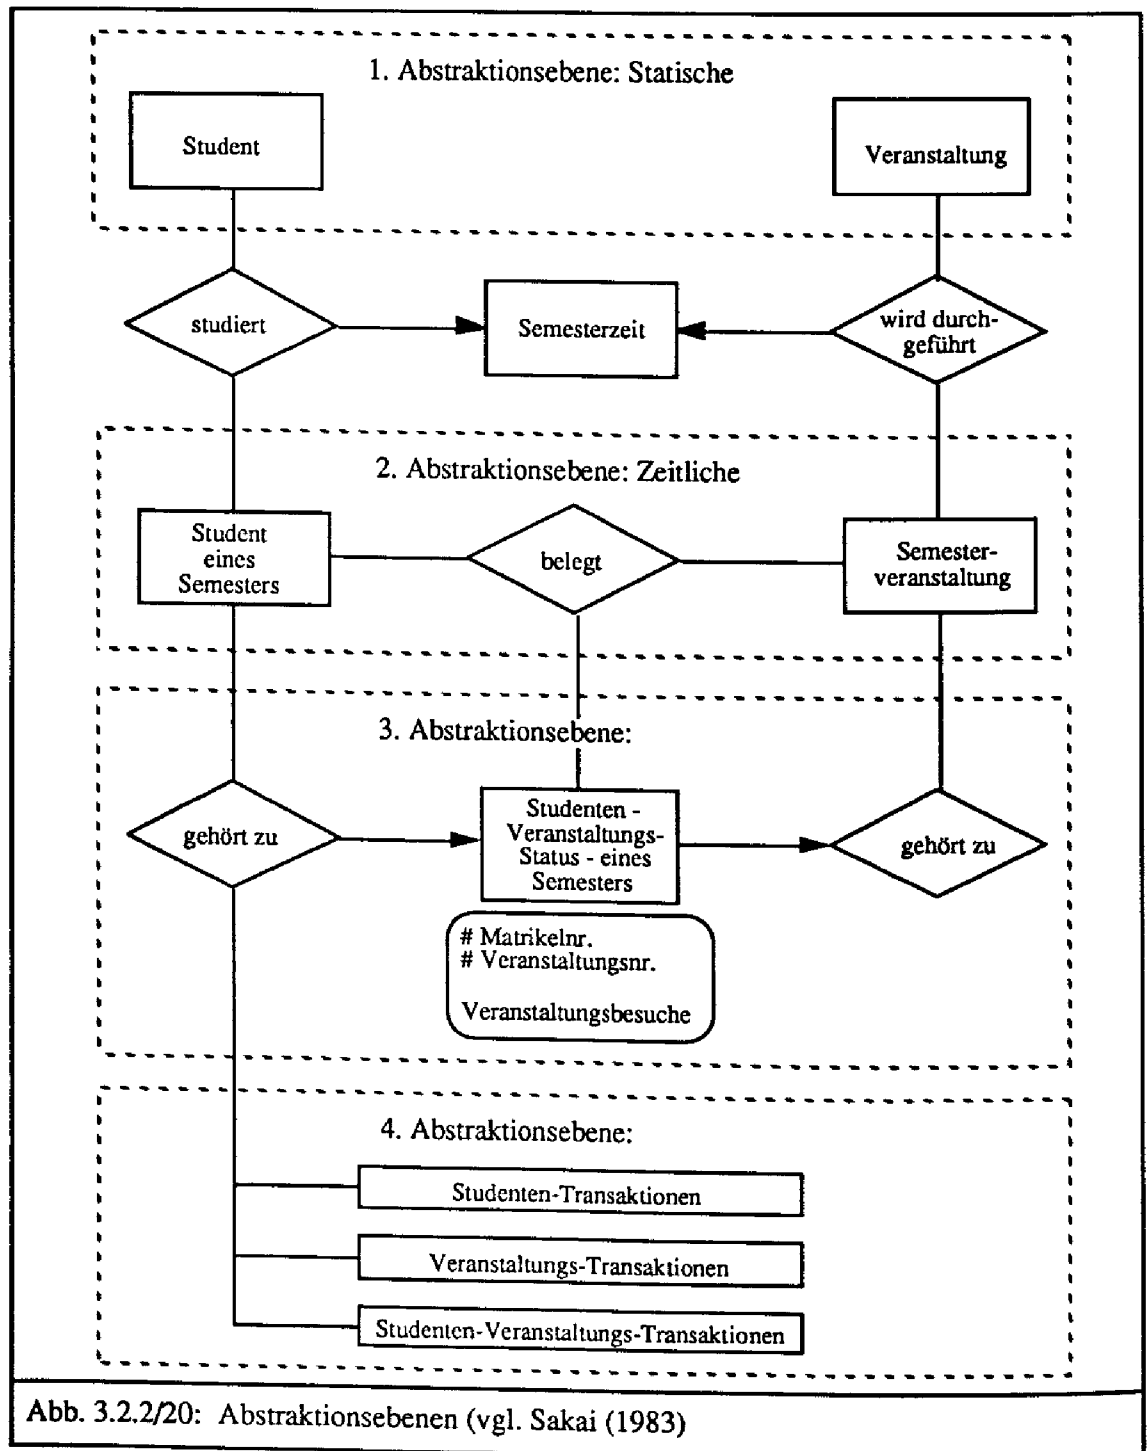 1. Abstraktionsebene: Statische
Student
Veranstaltung
studiert
Semesterzeit
wird durch-
geführt
2. Abstraktionsebene: Zeitliche
Student
eines
Semesters
belegt
Semester-
veranstaltung
3. Abstraktionsebene:
gehört zu
Studenten -
Veranstaltungs-
Status - eines
Semesters
gehört zu
# Matrikelnr.
# Veranstaltungsnr.
Veranstaltungsbesuche
4. Abstraktionsebene:
Studenten-Transaktionen
Veranstaltungs-Transaktionen
Studenten-Veranstaltungs-Transaktionen
Abb. 3.2.2/20: Abstraktionsebenen (vgl. Sakai (1983)